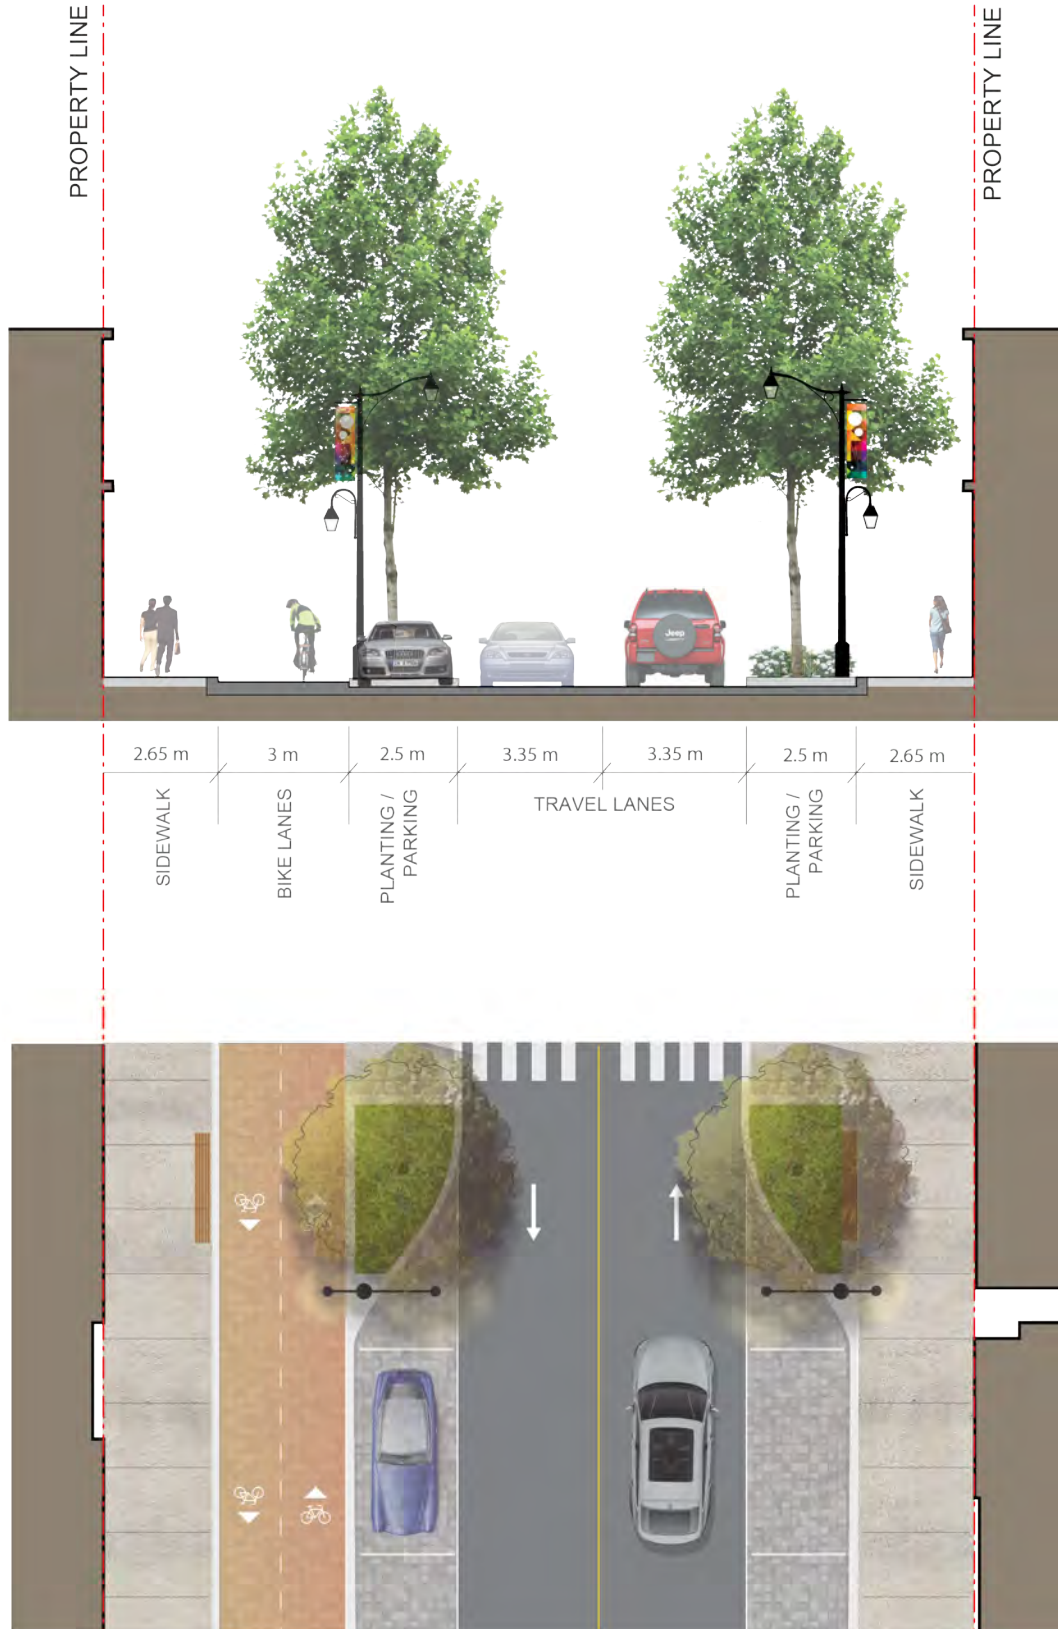 PROPERTY LINE
PROPERTY LINE
Jeep
2.65 m
3 m
2.5 m
3.35 m
3.35 m
2.5 m
2.65 m
SIDEWALK
BIKE LANES
PLANTING /
PARKING
TRAVEL LANES
PLANTING /
PARKING
SIDEWALK